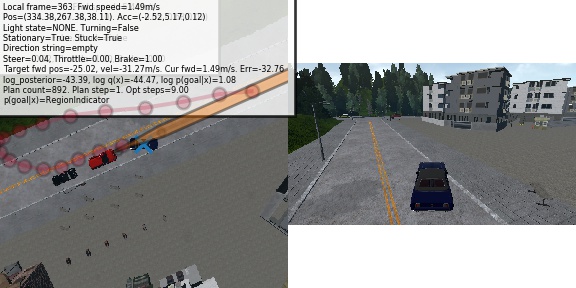 Local frame=363. Fwd speed=1.49m/s
Pos=(334.38,267.38,38.11). Acc=(-2.52,5.17,0.12)
Light state=NONE. Turning=False
Stationary=True. Stuck=True
Direction string=empty
Steer=0.04, Throttle=0.00, Brake=1.00
Target fwd pos=-25.02, vel=-31.27m/s. Cur fwd=1.49m/s. Err=-32.76
log_posterior=-43.39, log q(x)=-44.47, log p(goal|x)=1.08
Plan count=892. Plan step=1. Opt steps=9.00
p(goal|x)=RegionIndicator